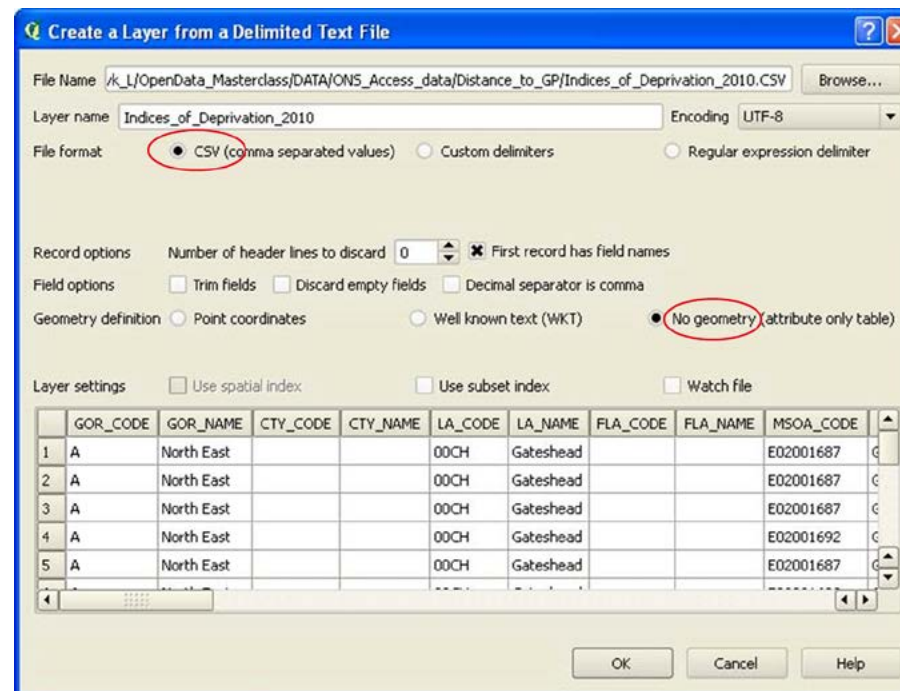 Create a Layer from a Delimited Text File
File Name /k_L/OpenData_Masterclass/DATA/ONS_Access_data/Distance_to_GP/Indices_of_Deprivation_2010.CSV Browse...
Layer name Indices_of_Deprivation_2010 Encoding UTF-8
File format CSV (comma separated values) Custom delimiters Regular expression delimiter
Record options Number of header lines to discard 0 First record has field names
Field options Trim fields Discard empty fields Decimal separator is comma
Geometry definition Point coordinates Well known text (WKT) No geometry (attribute only table)
Layer settings Use spatial index Use subset index Watch file
GOR_CODE GOR_NAME CTY_CODE CTY_NAME LA_CODE LA_NAME FLA_CODE FLA_NAME MSOA_CODE
1 A North East 00CH Gateshead E02001687 G
2 A North East 00CH Gateshead E02001687 G
3 A North East 00CH Gateshead E02001687 G
4 A North East 00CH Gateshead E02001692 G
5 A North East 00CH Gateshead E02001687 G
OK Cancel Help